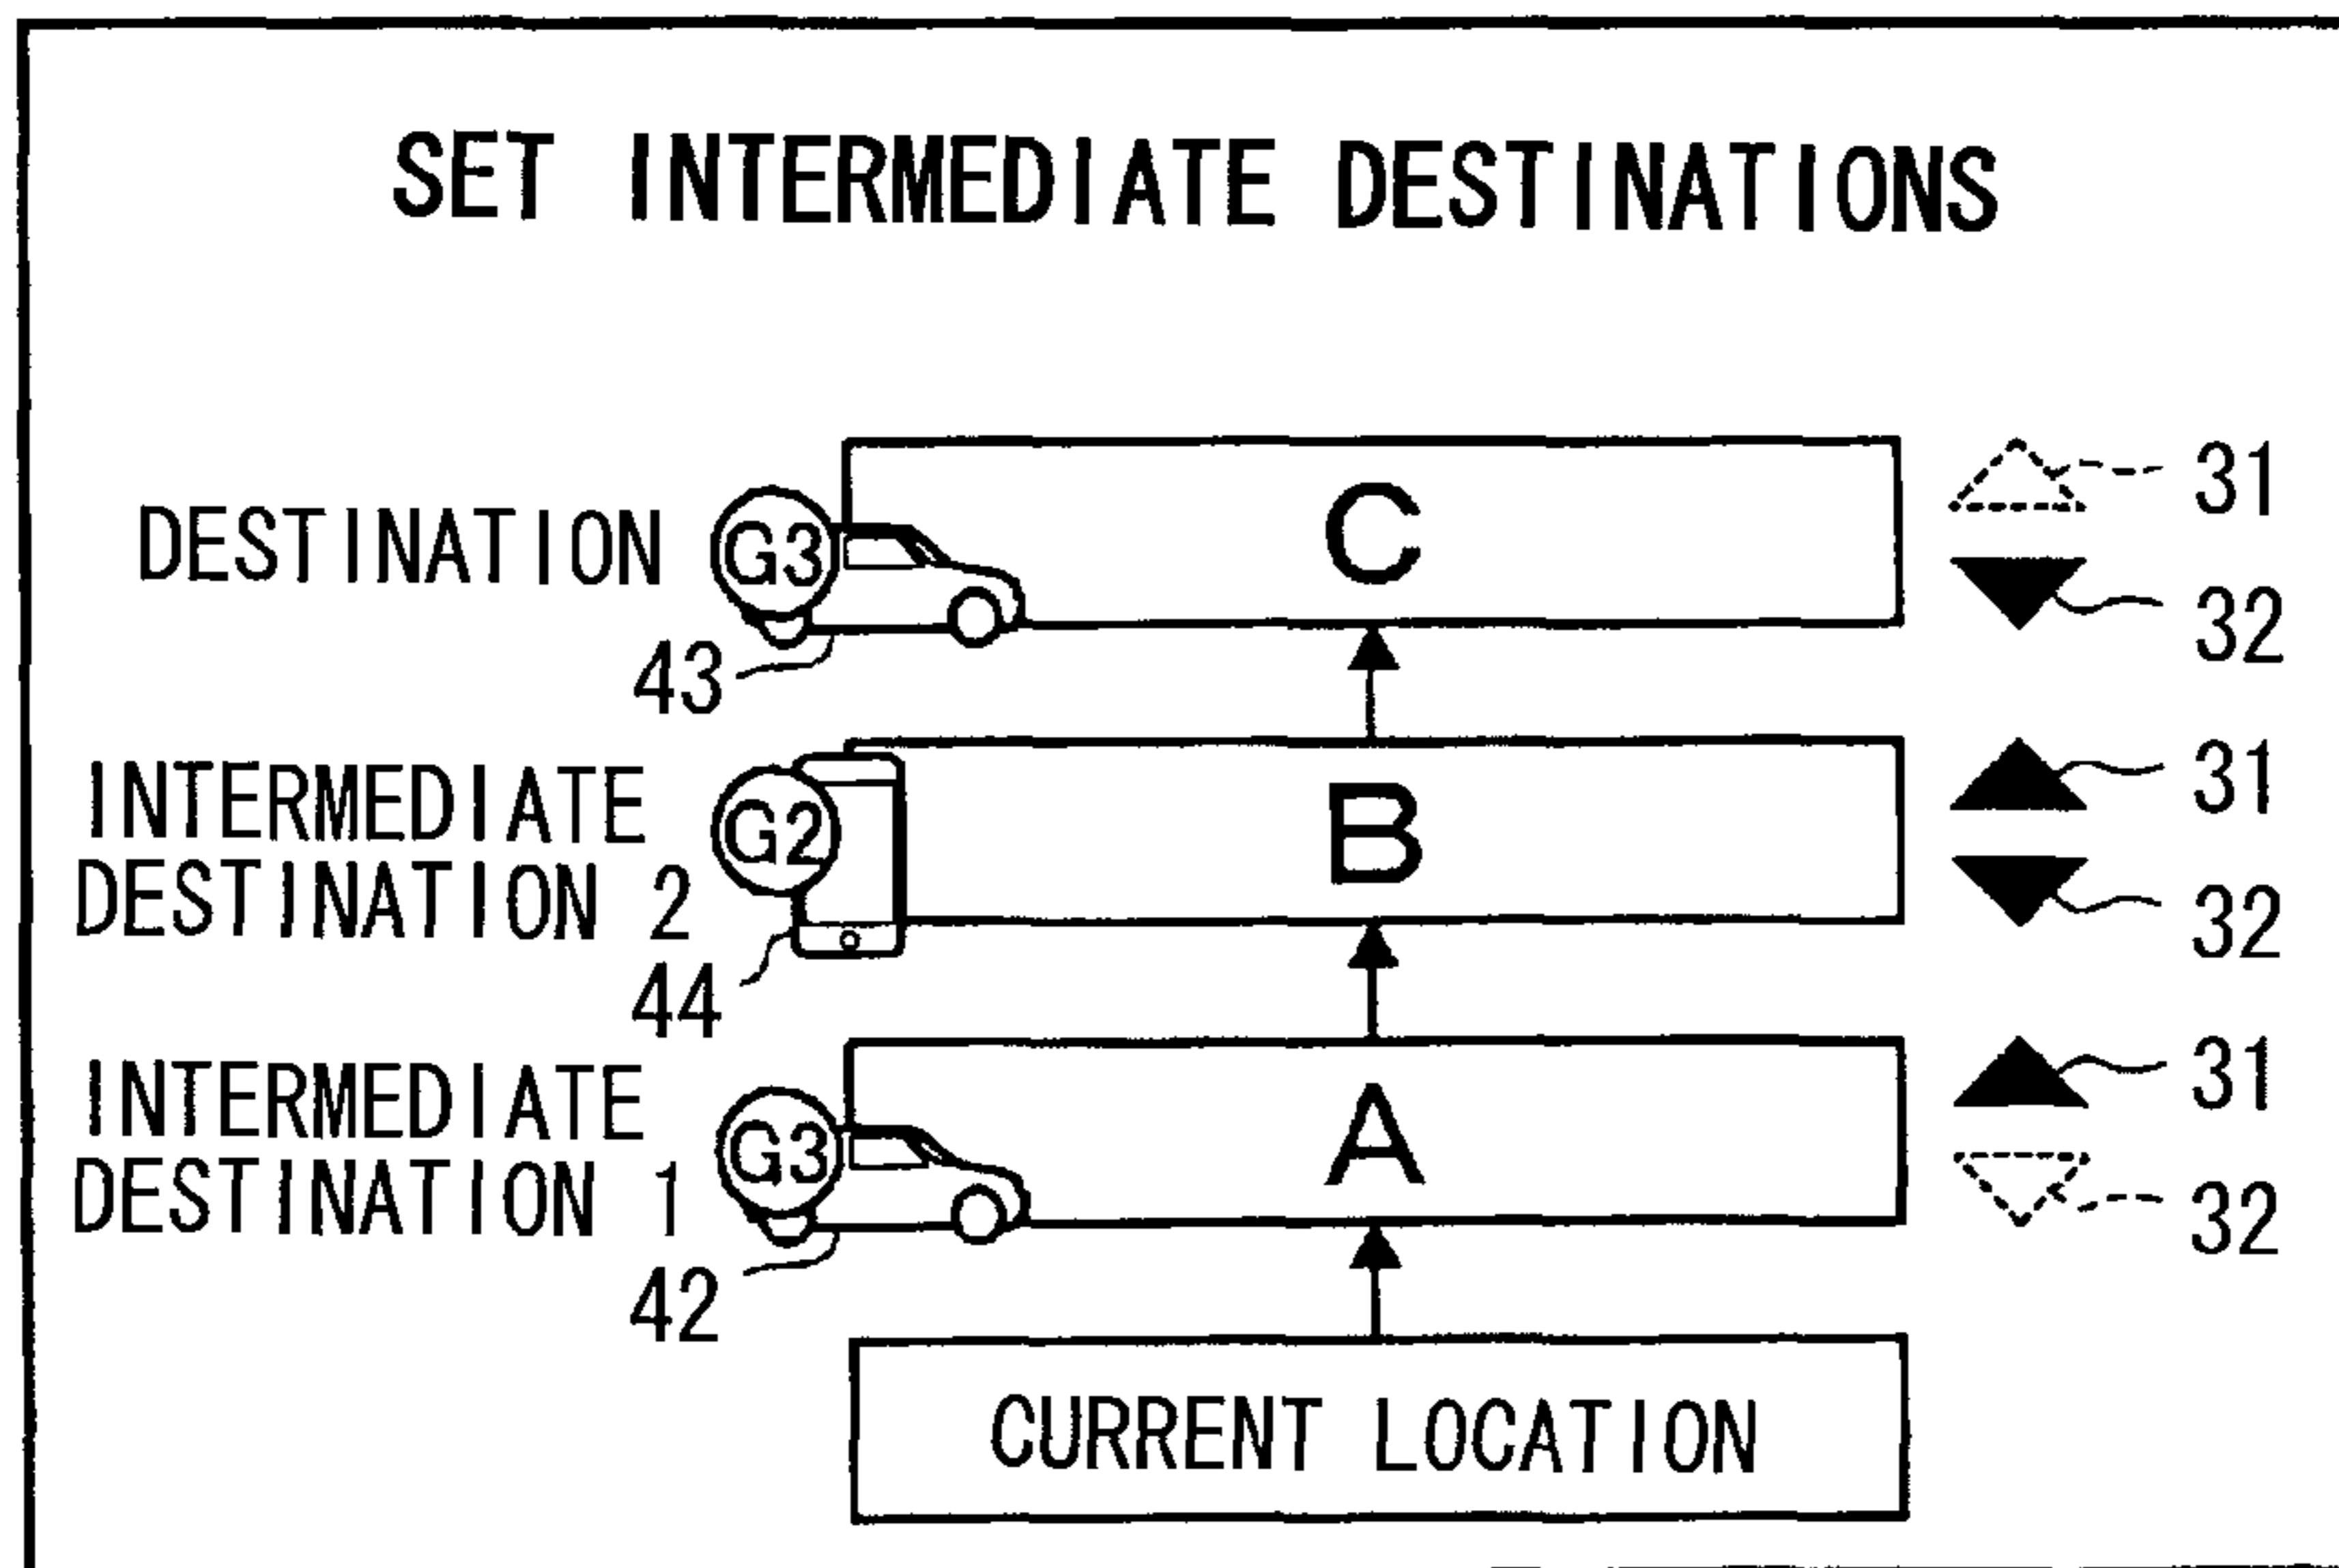 SET INTERMEDIATE DESTINATIONS
C
31
DESTINATION
G3
32
43
INTERMEDIATE
DESTINATION 2
G2
B
31
32
44
INTERMEDIATE
DESTINATION 1
G3
A
31
32
42
CURRENT LOCATION